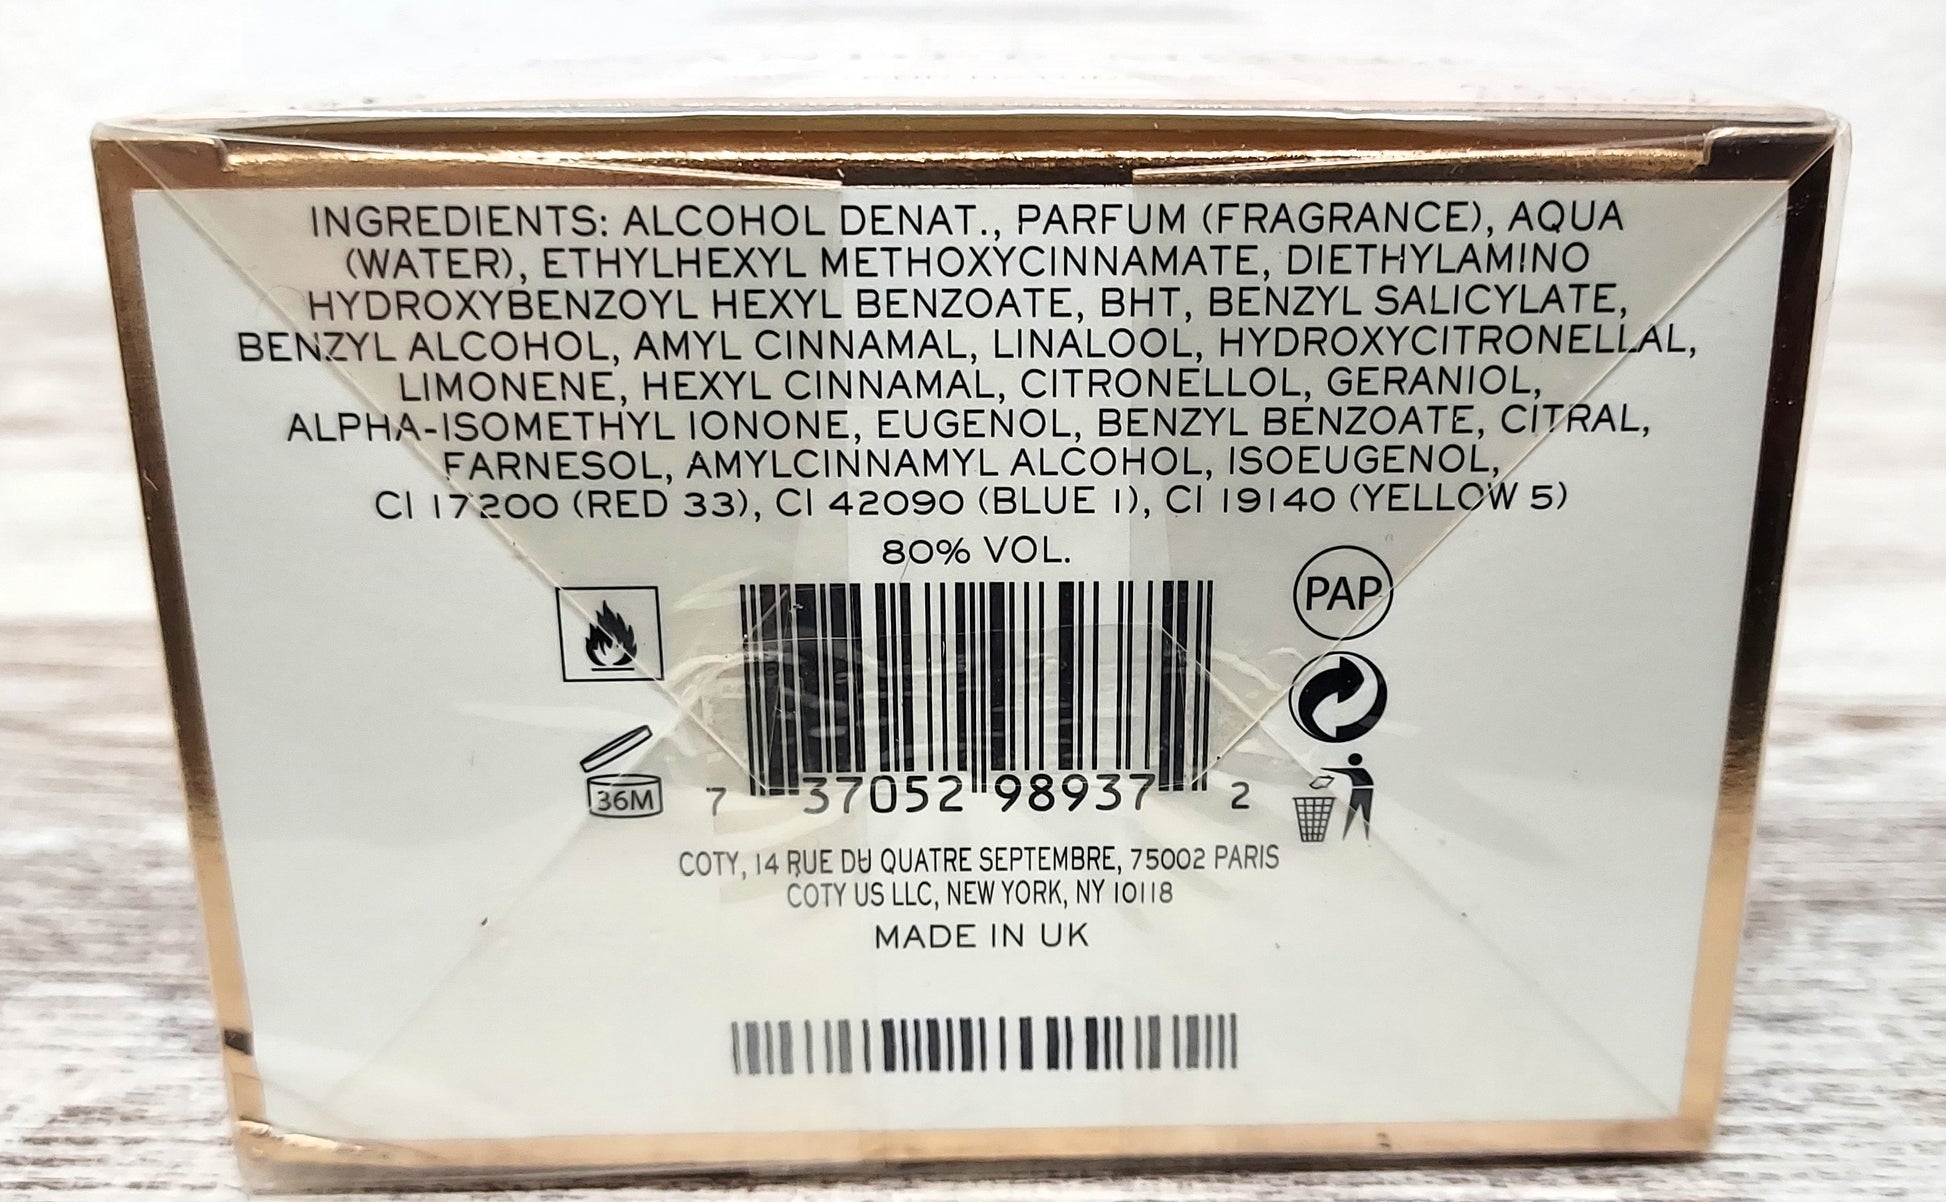 INGREDIENTS: ALCOHOL DENAT., PARFUM (FRAGRANCE), AQUA
(WATER), ETHYLHEXYL METHOXYCINNAMATE, DIETHYLAMINO
HYDROXYBENZOYL HEXYL BENZOATE, BHT, BENZYL SALICYLATE,
BENZYL ALCOHOL, AMYL CINNAMAL, LINALOOL, HYDROXYCITRONELLAL,
LIMONENE, HEXYL CINNAMAL, CITRONELLOL, GERANIOL,
ALPHA-ISOMETHYL IONONE, EUGENOL, BENZYL BENZOATE, CITRAL,
FARNESOL, AMYLCINNAMYL ALCOHOL, ISOEUGENOL,
CI 17200 (RED 33), CI 42090 (BLUE 1), CI 19140 (YELLOW 5)
80% VOL.
PAP
36M
7 37052 98937 2
COTY, 14 RUE DU QUATRE SEPTEMBRE, 75002 PARIS
COTY US LLC, NEW YORK, NY 10118
MADE IN UK